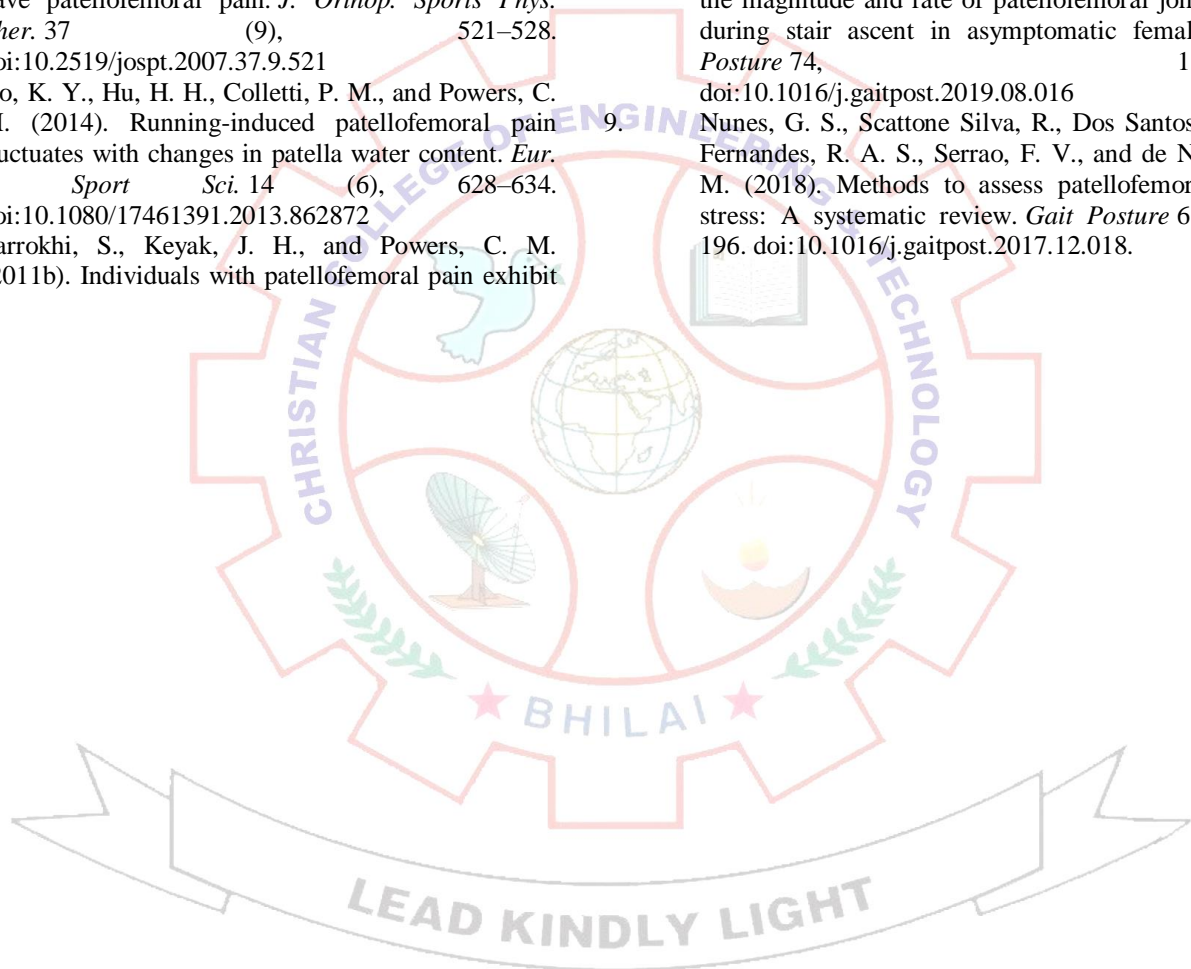 ave patellofemoral pain. J. Orthop. Sports Phys.
her. 37 (9), 521–528.
oi:10.2519/jospt.2007.37.9.521
o, K. Y., Hu, H. H., Colletti, P. M., and Powers, C.
(2014). Running-induced patellofemoral pain
uctuates with changes in patella water content. Eur.
Sport Sci. 14 (6), 628–634.
oi:10.1080/17461391.2013.862872
arrokhi, S., Keyak, J. H., and Powers, C. M.
2011b). Individuals with patellofemoral pain exhibit
the magnitude and rate of patellofemoral join
during stair ascent in asymptomatic femal
Posture 74, 1
doi:10.1016/j.gaitpost.2019.08.016
9. Nunes, G. S., Scattone Silva, R., Dos Santos
Fernandes, R. A. S., Serrao, F. V., and de N
M. (2018). Methods to assess patellofemor
stress: A systematic review. Gait Posture 6
196. doi:10.1016/j.gaitpost.2017.12.018.
CHRISTIAN COLLEGE OF ENGINEERING & TECHNOLOGY
BHILAI
LEAD KINDLY LIGHT